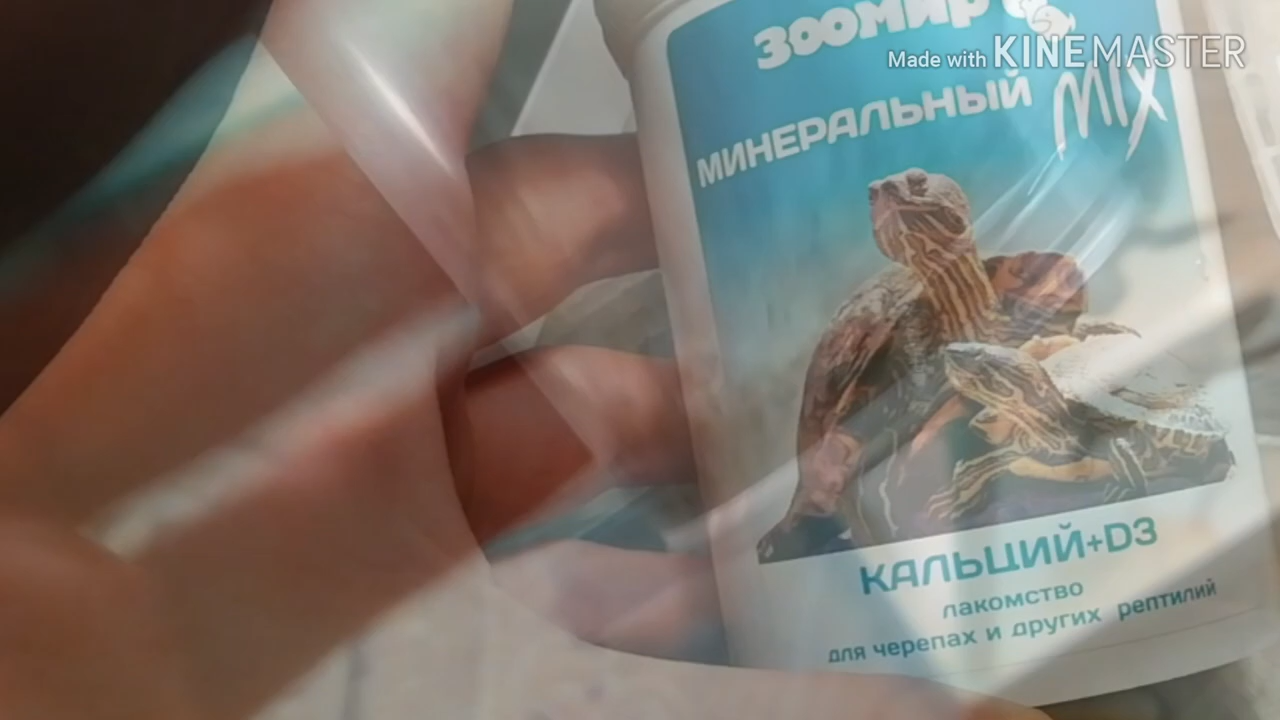 ЗООМИР
Made with KINEMASTER
МИНЕРАЛЬНЫЙ MIX
КАЛЬЦИЙ+D3
лакомство
для черепах и других рептилий